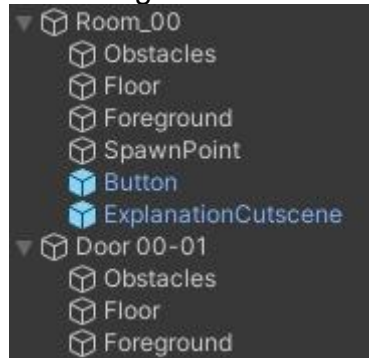 Room_00
Obstacles
Floor
Foreground
SpawnPoint
Button
ExplanationCutscene
Door 00-01
Obstacles
Floor
Foreground